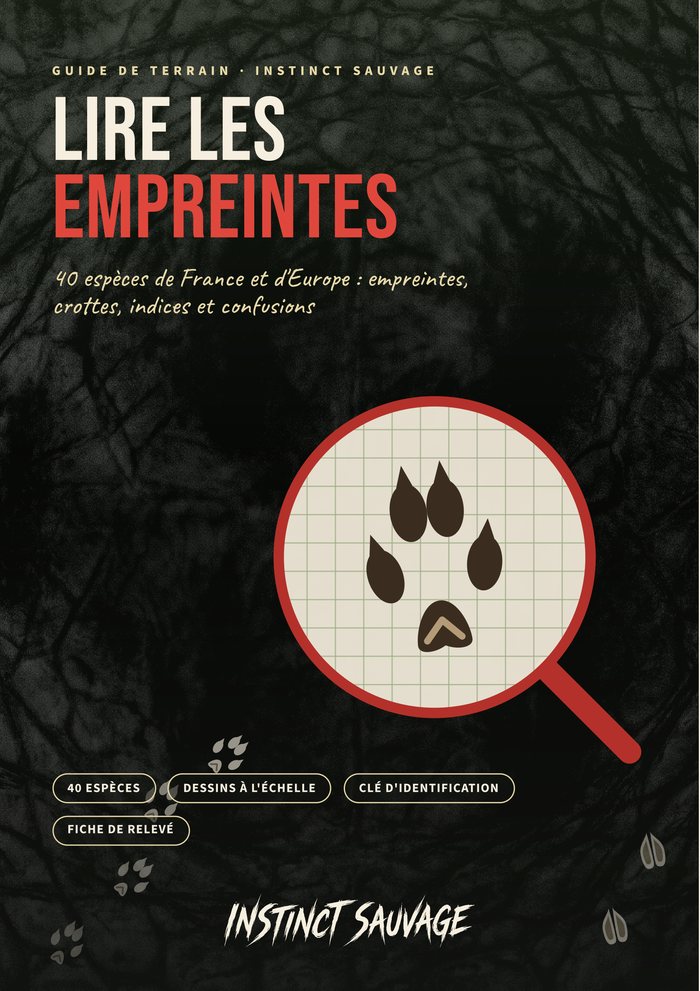 GUIDE DE TERRAIN · INSTINCT SAUVAGE
LIRE LES
EMPREINTES
40 espèces de France et d'Europe : empreintes,
crottes, indices et confusions
40 ESPÈCES
DESSINS À L'ÉCHELLE
CLÉ D'IDENTIFICATION
FICHE DE RELEVÉ
INSTINCT SAUVAGE